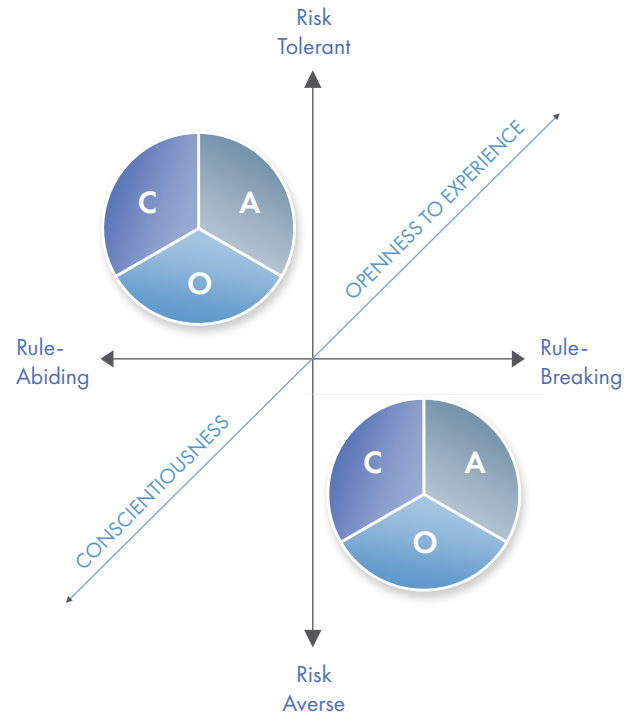 Risk
Tolerant
OPENNESS TO EXPERIENCE
C
A
O
Rule-
Abiding
Rule-
Breaking
CONSCIENTIOUSNESS
C
A
O
Risk
Averse